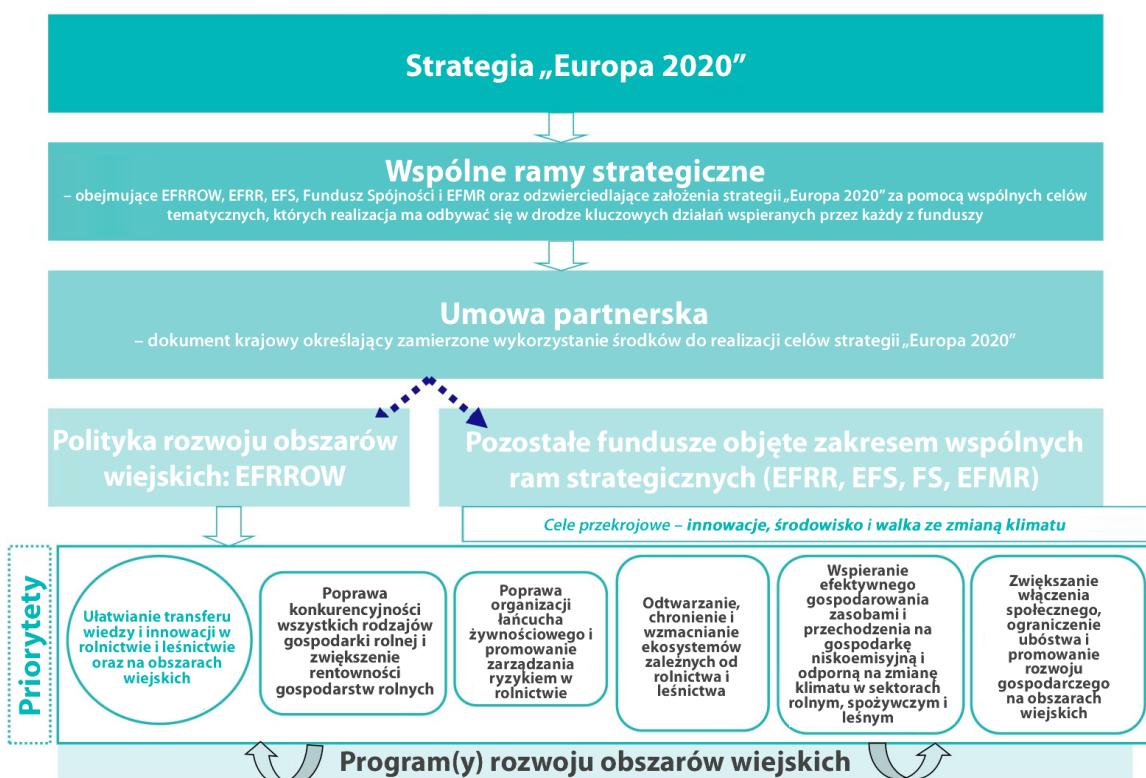 Strategia „Europa 2020”
Wspólne ramy strategiczne
– obejmujące EFRROW, EFRR, EFS, Fundusz Spójności i EFMR oraz odzwierciedlające założenia strategii „Europa 2020” za pomocą wspólnych celów
tematycznych, których realizacja ma odbywać się w drodze kluczowych działań wspieranych przez każdy z funduszy
Umowa partnerska
– dokument krajowy określający zamierzone wykorzystanie środków do realizacji celów strategii „Europa 2020”
Polityka rozwoju obszarów
wiejskich: EFRROW
Pozostałe fundusze objęte zakresem wspólnych
ram strategicznych (EFRR, EFS, FS, EFMR)
Cele przekrojowe – innowacje, środowisko i walka ze zmianą klimatu
Priorytety
Ułatwianie transferu
wiedzy i innowacji w
rolnictwie i leśnictwie
oraz na obszarach
wiejskich
Poprawa
konkurencyjności
wszystkich rodzajów
gospodarki rolnej i
zwiększenie
rentowności
gospodarstw rolnych
Poprawa
organizacji
łańcucha
żywnościowego i
promowanie
zarządzania
ryzykiem w
rolnictwie
Odtwarzanie,
chronienie i
wzmacnianie
ekosystemów
zależnych od
rolnictwa i
leśnictwa
Wspieranie
efektywnego
gospodarowania
zasobami i
przechodzenia na
gospodarkę
niskoemisyjną i
odporną na zmianę
klimatu w sektorach
rolnym, spożywczym i
leśnym
Zwiększanie
włączenia
społecznego,
ograniczenie
ubóstwa i
promowanie
rozwoju
gospodarczego
na obszarach
wiejskich
Program(y) rozwoju obszarów wiejskich